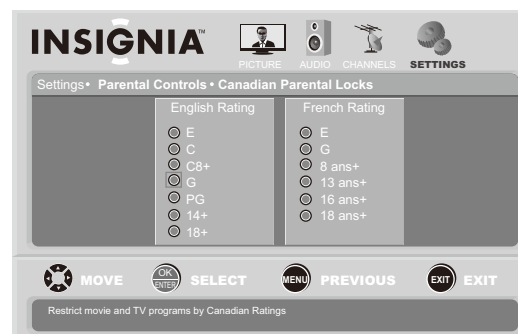 INSIGNIA™
PICTURE AUDIO CHANNELS SETTINGS
Settings• Parental Controls • Canadian Parental Locks
English Rating
E
C
C8+
G
PG
14+
18+
French Rating
E
G
8 ans+
13 ans+
16 ans+
18 ans+
MOVE OK ENTER SELECT MENU PREVIOUS EXIT EXIT
Restrict movie and TV programs by Canadian Ratings